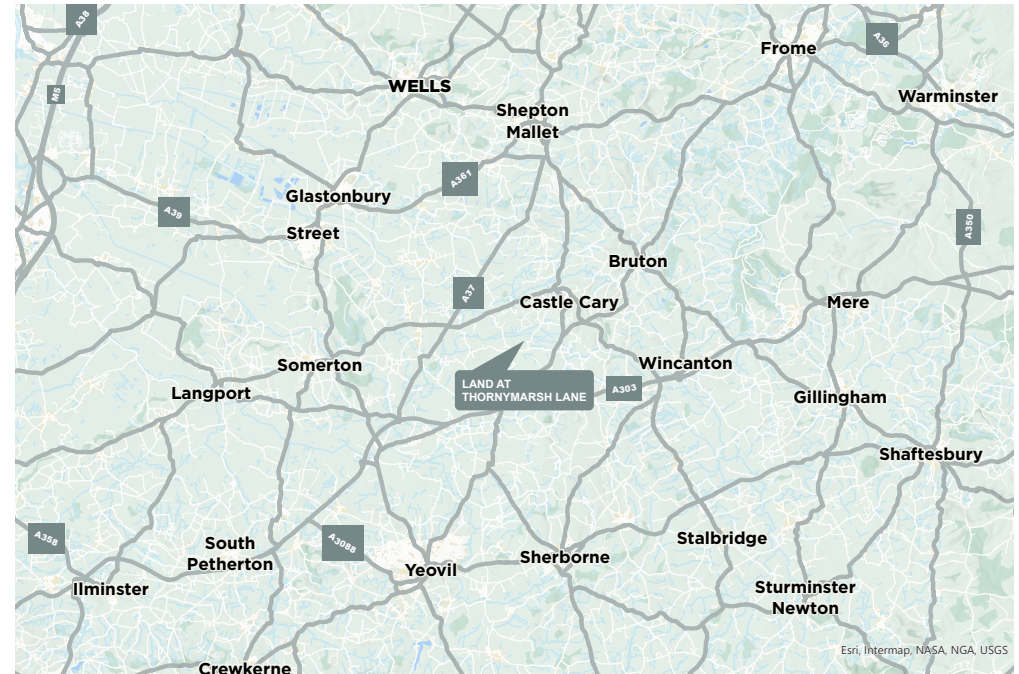 A38
Frome
A36
M5
WELLS
Warminster
Shepton
Mallet
A361
Glastonbury
A39
A350
Street
Bruton
A37
Castle Cary
Mere
Somerton
Wincanton
LAND AT
THORNYMARSH LANE
A303
Langport
Gillingham
Shaftesbury
A358
A3088
South
Petherton
Stalbridge
Sherborne
Yeovil
Ilminster
Sturminster
Newton
Esri, Intermap, NASA, NGA, USGS
Crewkerne